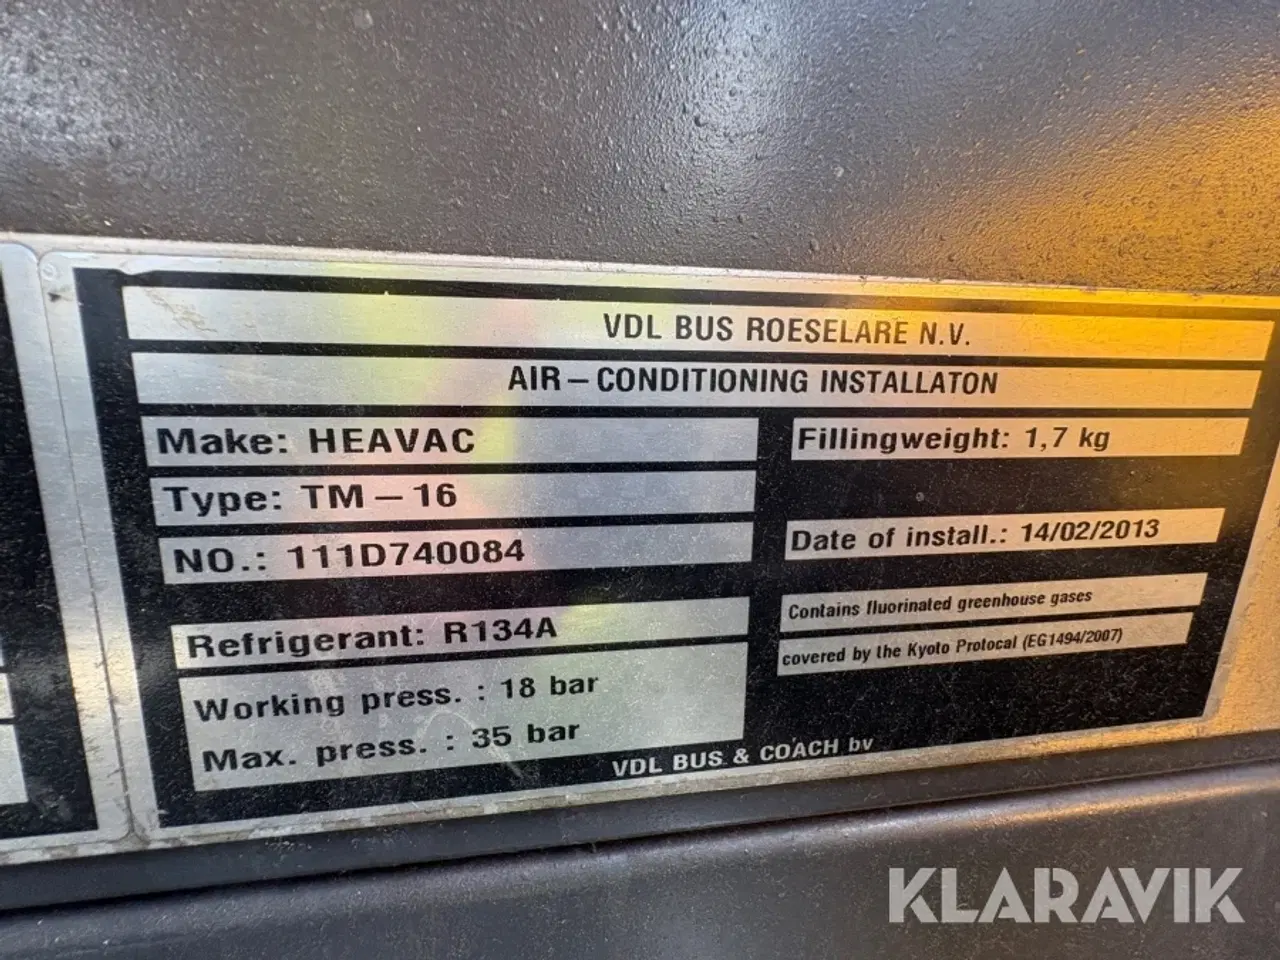 VDL BUS ROESELARE N.V.
AIR-CONDITIONING INSTALLATON
Make: HEAVAC
Fillingweight: 1,7 kg
Type: TM-16
NO.: 111D740084
Date of install.: 14/02/2013
Contains fluorinated greenhouse gases
covered by the Kyoto Protocal (EG1494/2007)
Refrigerant: R134A
Working press. : 18 bar
Max. press. : 35 bar
VDL BUS & COACH bv
KLARAVIK